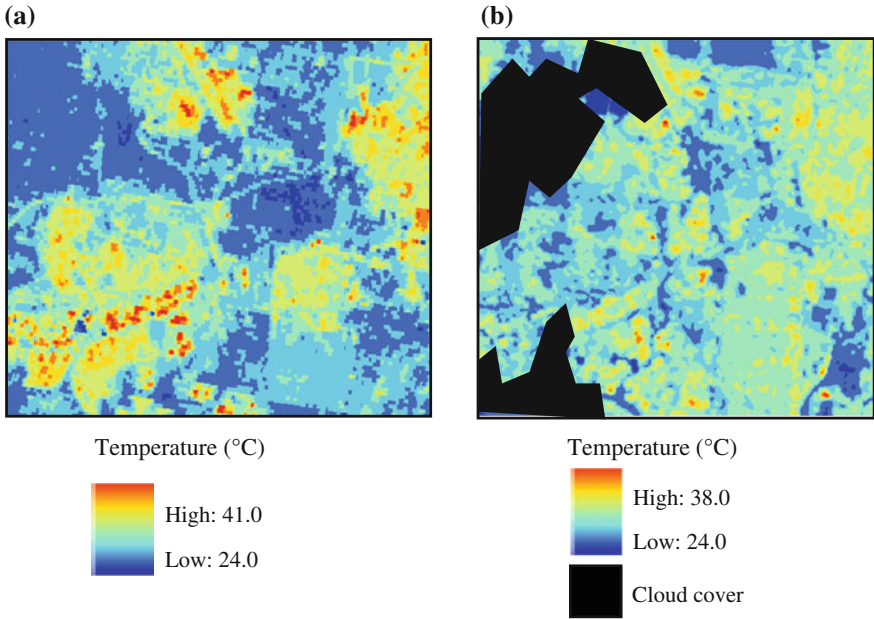 (a)
(b)
Temperature (°C)
High: 41.0
Low: 24.0
Temperature (°C)
High: 38.0
Low: 24.0
Cloud cover